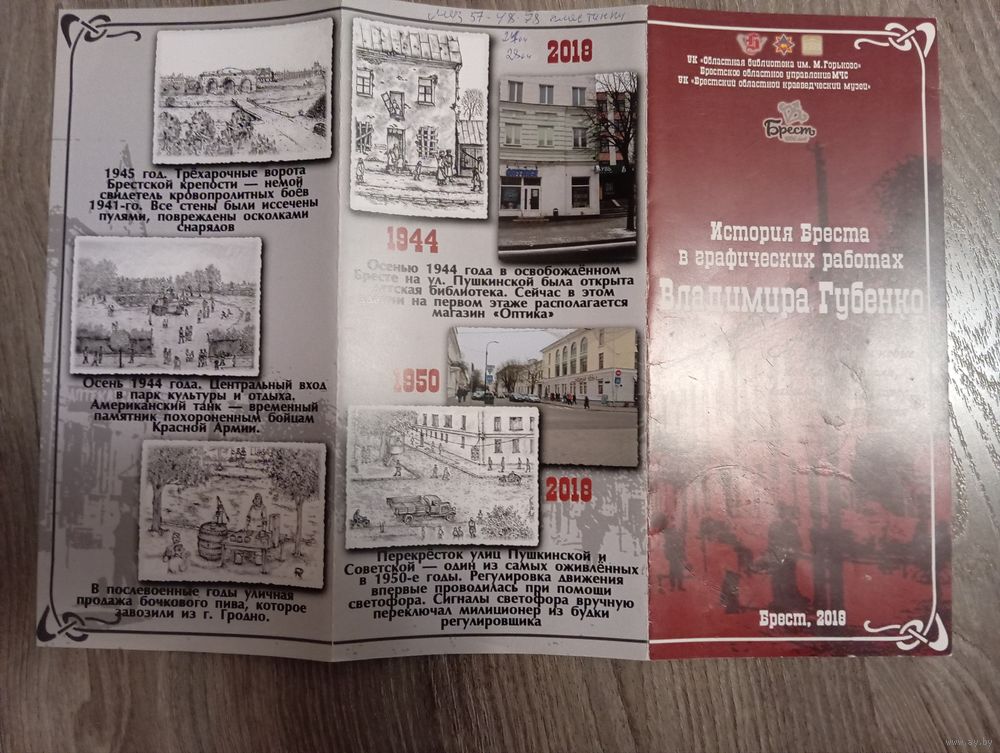 1945 год. Трёхарочные ворота
Брестской крепости — немой
свидетель кровопролитных боёв
1941-го. Все стены были иссечены
пулями, повреждены осколками
снарядов
Осень 1944 года. Центральный вход
в парк культуры и отдыха.
Американский танк — временный
памятник похороненным бойцам
Красной Армии.
В послевоенные годы уличная
продажа бочкового пива, которое
завозили из г. Гродно.
57-48-78
2018
1944
Осенью 1944 года в освобождённом
Бресте на ул. Пушкинской была открыта
библиотека. Сейчас в этом
на первом этаже располагается
магазин «Оптика»
1950
2018
Перекрёсток улиц Пушкинской и
Советской — один из самых оживлённых
в 1950-е годы. Регулировка движения
впервые проводилась при помощи
светофора. Сигналы светофора вручную
переключал милиционер из будки
регулировщика
УК «Областная библиотека им. М.Горького»
Брестское областное управление МЧС
УК «Брестский областной краеведческий музей»
Брест
История Бреста
в графических работах
Владимира Губенко
Брест, 2018
www.ay.by